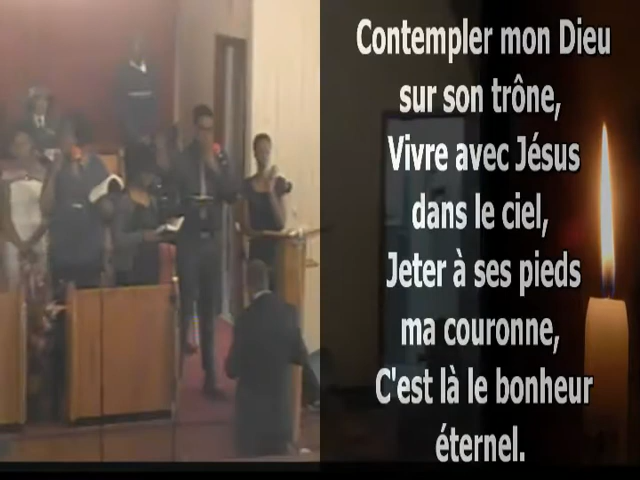 Contempler mon Dieu
sur son trône,
Vivre avec Jésus
dans le ciel,
Jeter à ses pieds
ma couronne,
C'est là le bonheur
éternel.